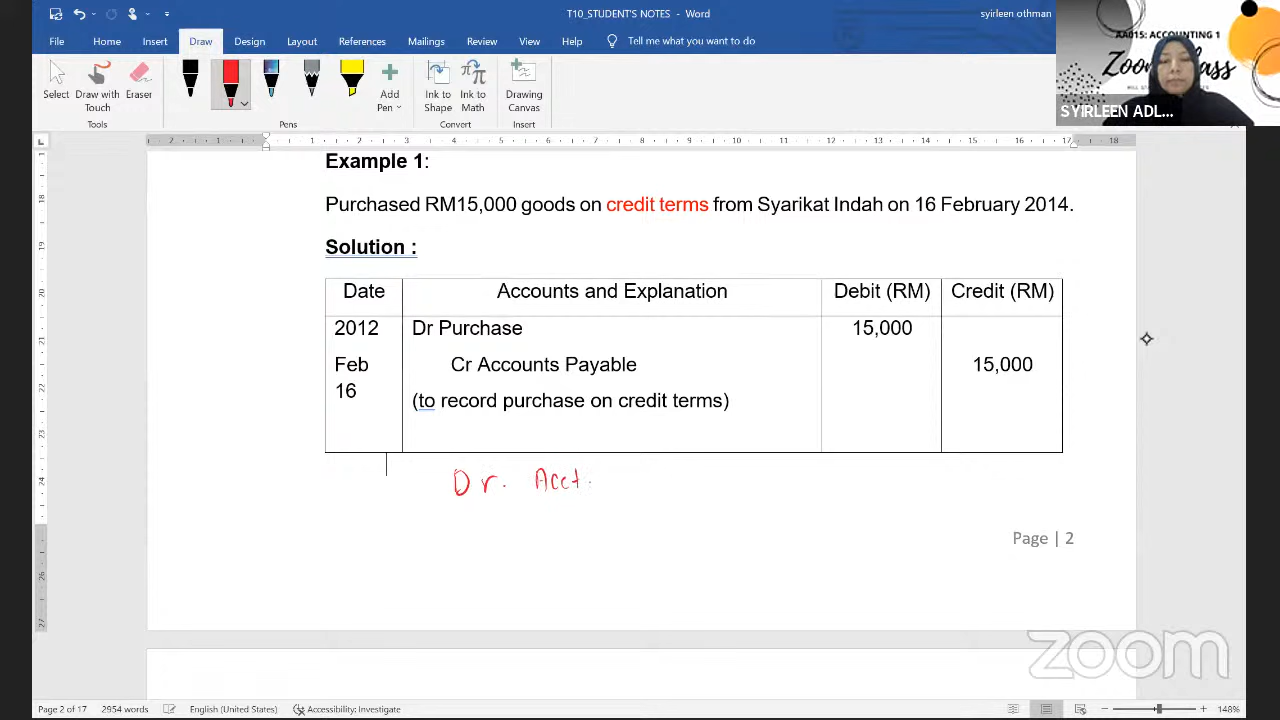 T10_STUDENT'S NOTES - Word
syirleen othman
File Home Insert Draw Design Layout References Mailings Review View Help Tell me what you want to do
Select Draw with Touch Eraser Add Pen Ink to Shape Ink to Math Drawing Canvas
Tools Pens Convert Insert
AA015: ACCOUNTING 1
SYIRLEEN ADL...
Example 1:
Purchased RM15,000 goods on credit terms from Syarikat Indah on 16 February 2014.
Solution :
Date Accounts and Explanation Debit (RM) Credit (RM)
2012 Dr Purchase 15,000
Feb Cr Accounts Payable 15,000
16 (to record purchase on credit terms)
Dr. Acct.
Page | 2
zoom
Page 2 of 17 2954 words English (United States) Accessibility: Investigate 148%